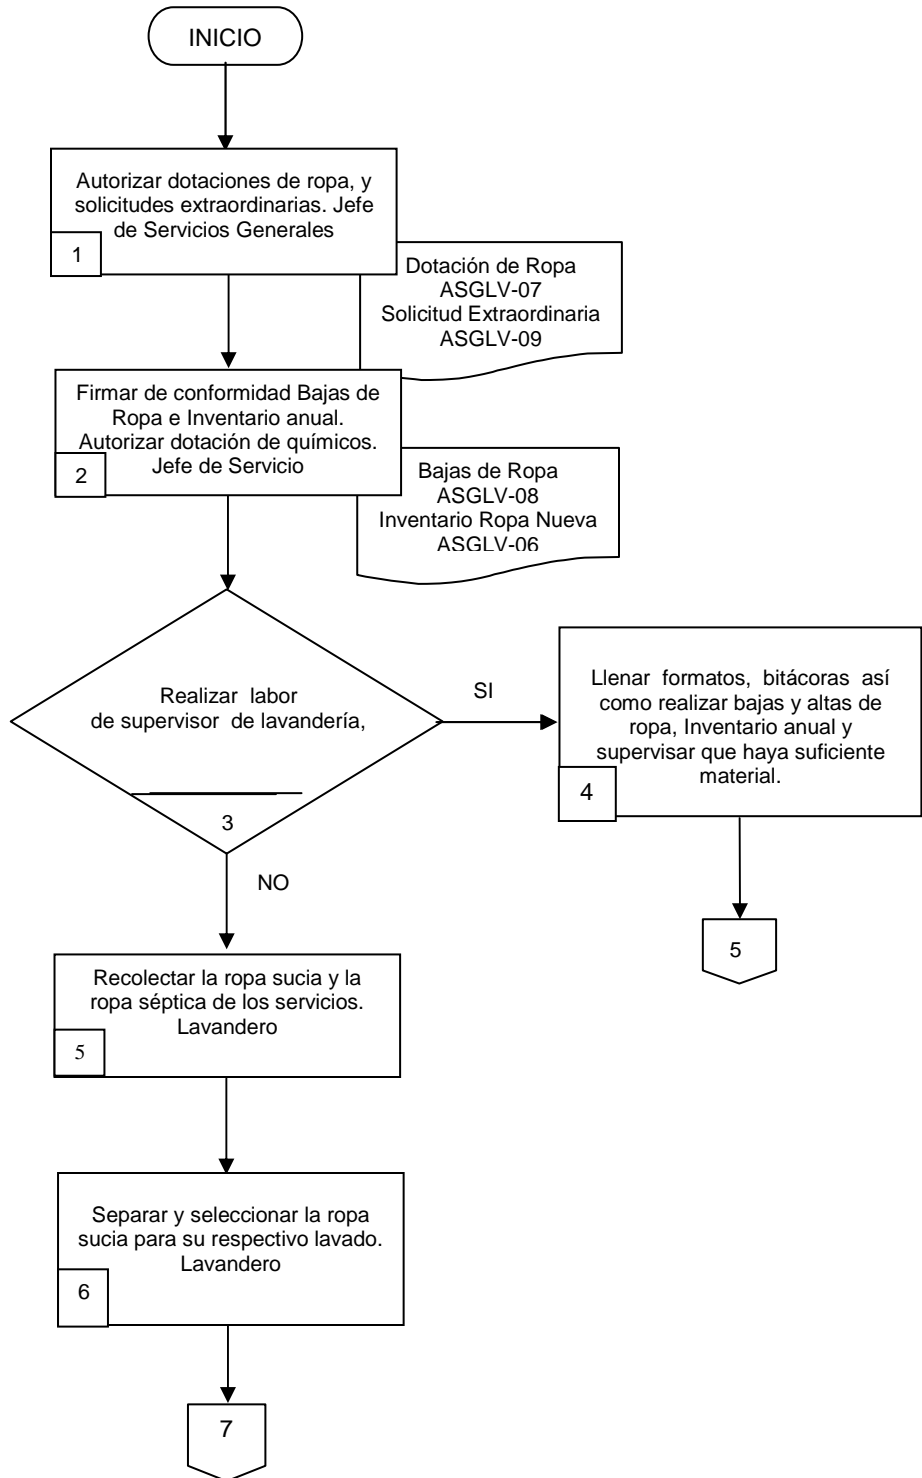 INICIO
Autorizar dotaciones de ropa, y
solicitudes extraordinarias. Jefe
de Servicios Generales
1
Dotación de Ropa
ASGLV-07
Solicitud Extraordinaria
ASGLV-09
Firmar de conformidad Bajas de
Ropa e Inventario anual.
Autorizar dotación de químicos.
Jefe de Servicio
2
Bajas de Ropa
ASGLV-08
Inventario Ropa Nueva
ASGLV-06
Realizar labor
de supervisor de lavandería,
3
SI
Llenar formatos, bitácoras así
como realizar bajas y altas de
ropa, Inventario anual y
supervisar que haya suficiente
material.
4
5
NO
Recolectar la ropa sucia y la
ropa séptica de los servicios.
Lavandero
5
Separar y seleccionar la ropa
sucia para su respectivo lavado.
Lavandero
6
7